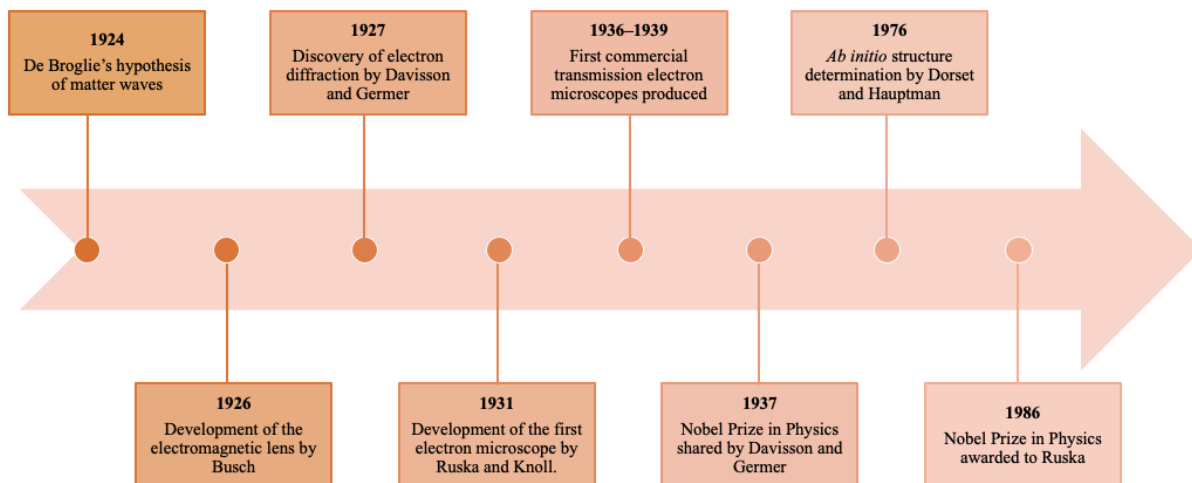 1924
De Broglie's hypothesis
of matter waves
1927
Discovery of electron
diffraction by Davisson
and Germer
1936–1939
First commercial
transmission electron
microscopes produced
1976
Ab initio structure
determination by Dorset
and Hauptman
1926
Development of the
electromagnetic lens by
Busch
1931
Development of the first
electron microscope by
Ruska and Knoll.
1937
Nobel Prize in Physics
shared by Davisson and
Germer
1986
Nobel Prize in Physics
awarded to Ruska